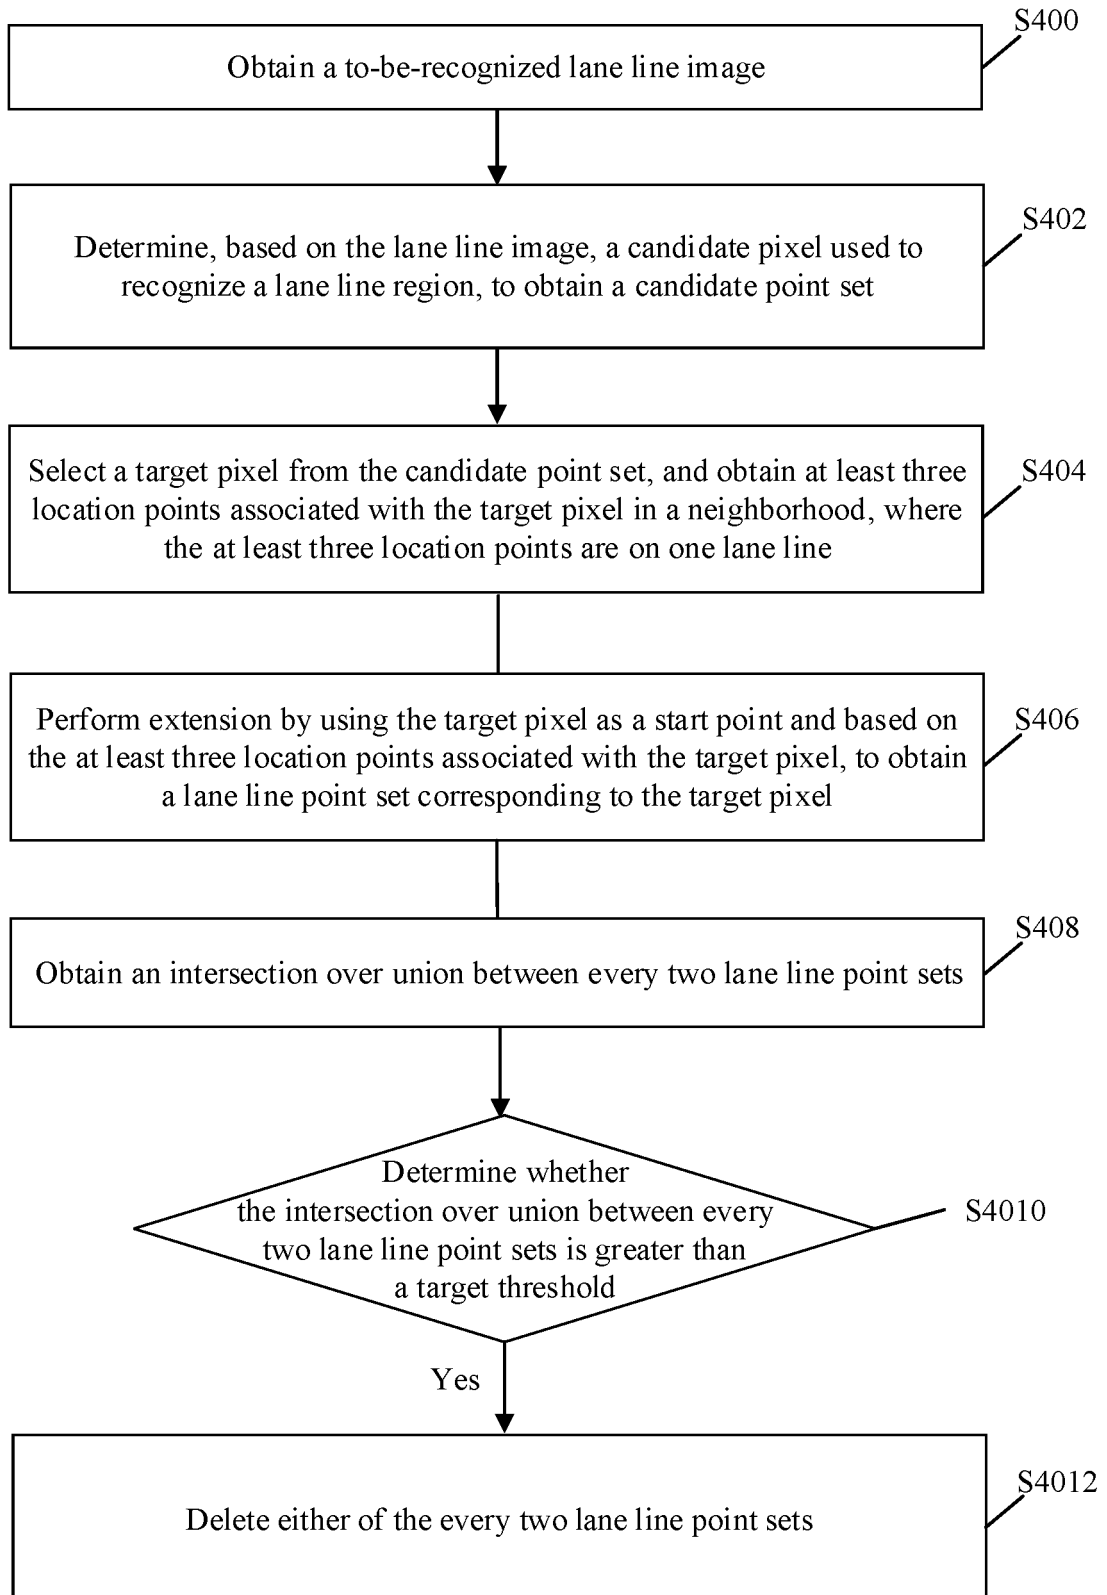 S400
Obtain a to-be-recognized lane line image
S402
Determine, based on the lane line image, a candidate pixel used to
recognize a lane line region, to obtain a candidate point set
S404
Select a target pixel from the candidate point set, and obtain at least three
location points associated with the target pixel in a neighborhood, where
the at least three location points are on one lane line
S406
Perform extension by using the target pixel as a start point and based on
the at least three location points associated with the target pixel, to obtain
a lane line point set corresponding to the target pixel
S408
Obtain an intersection over union between every two lane line point sets
Determine whether
the intersection over union between every
two lane line point sets is greater than
a target threshold
S4010
Yes
S4012
Delete either of the every two lane line point sets